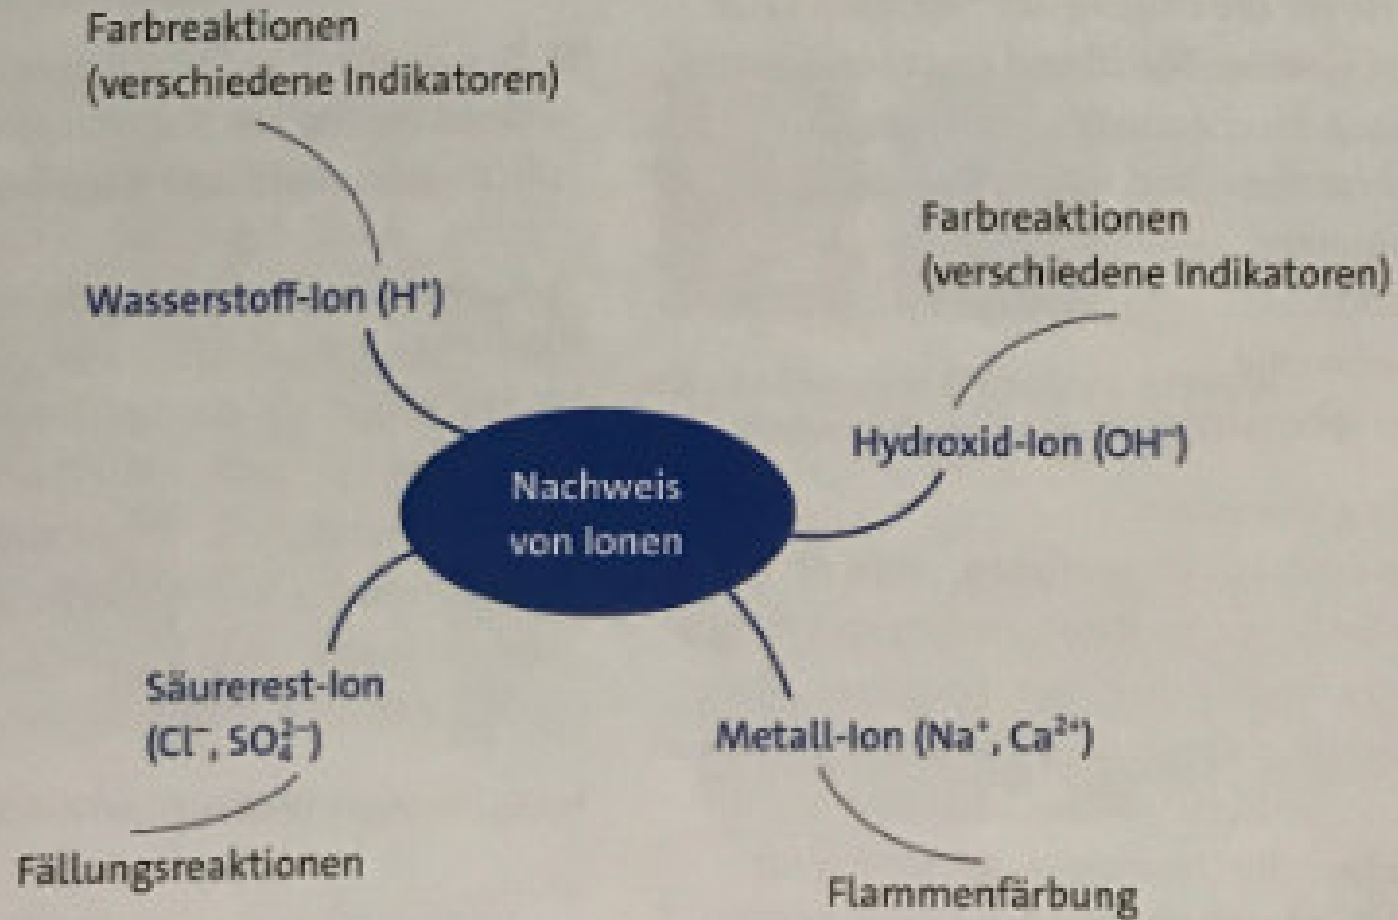 Farbreaktionen
(verschiedene Indikatoren)
Wasserstoff-Ion (H⁺)
Farbreaktionen
(verschiedene Indikatoren)
Hydroxid-Ion (OH⁻)
Nachweis
von Ionen
Säurerest-Ion
(Cl⁻, SO₄²⁻)
Fällungsreaktionen
Metall-Ion (Na⁺, Ca²⁺)
Flammenfärbung